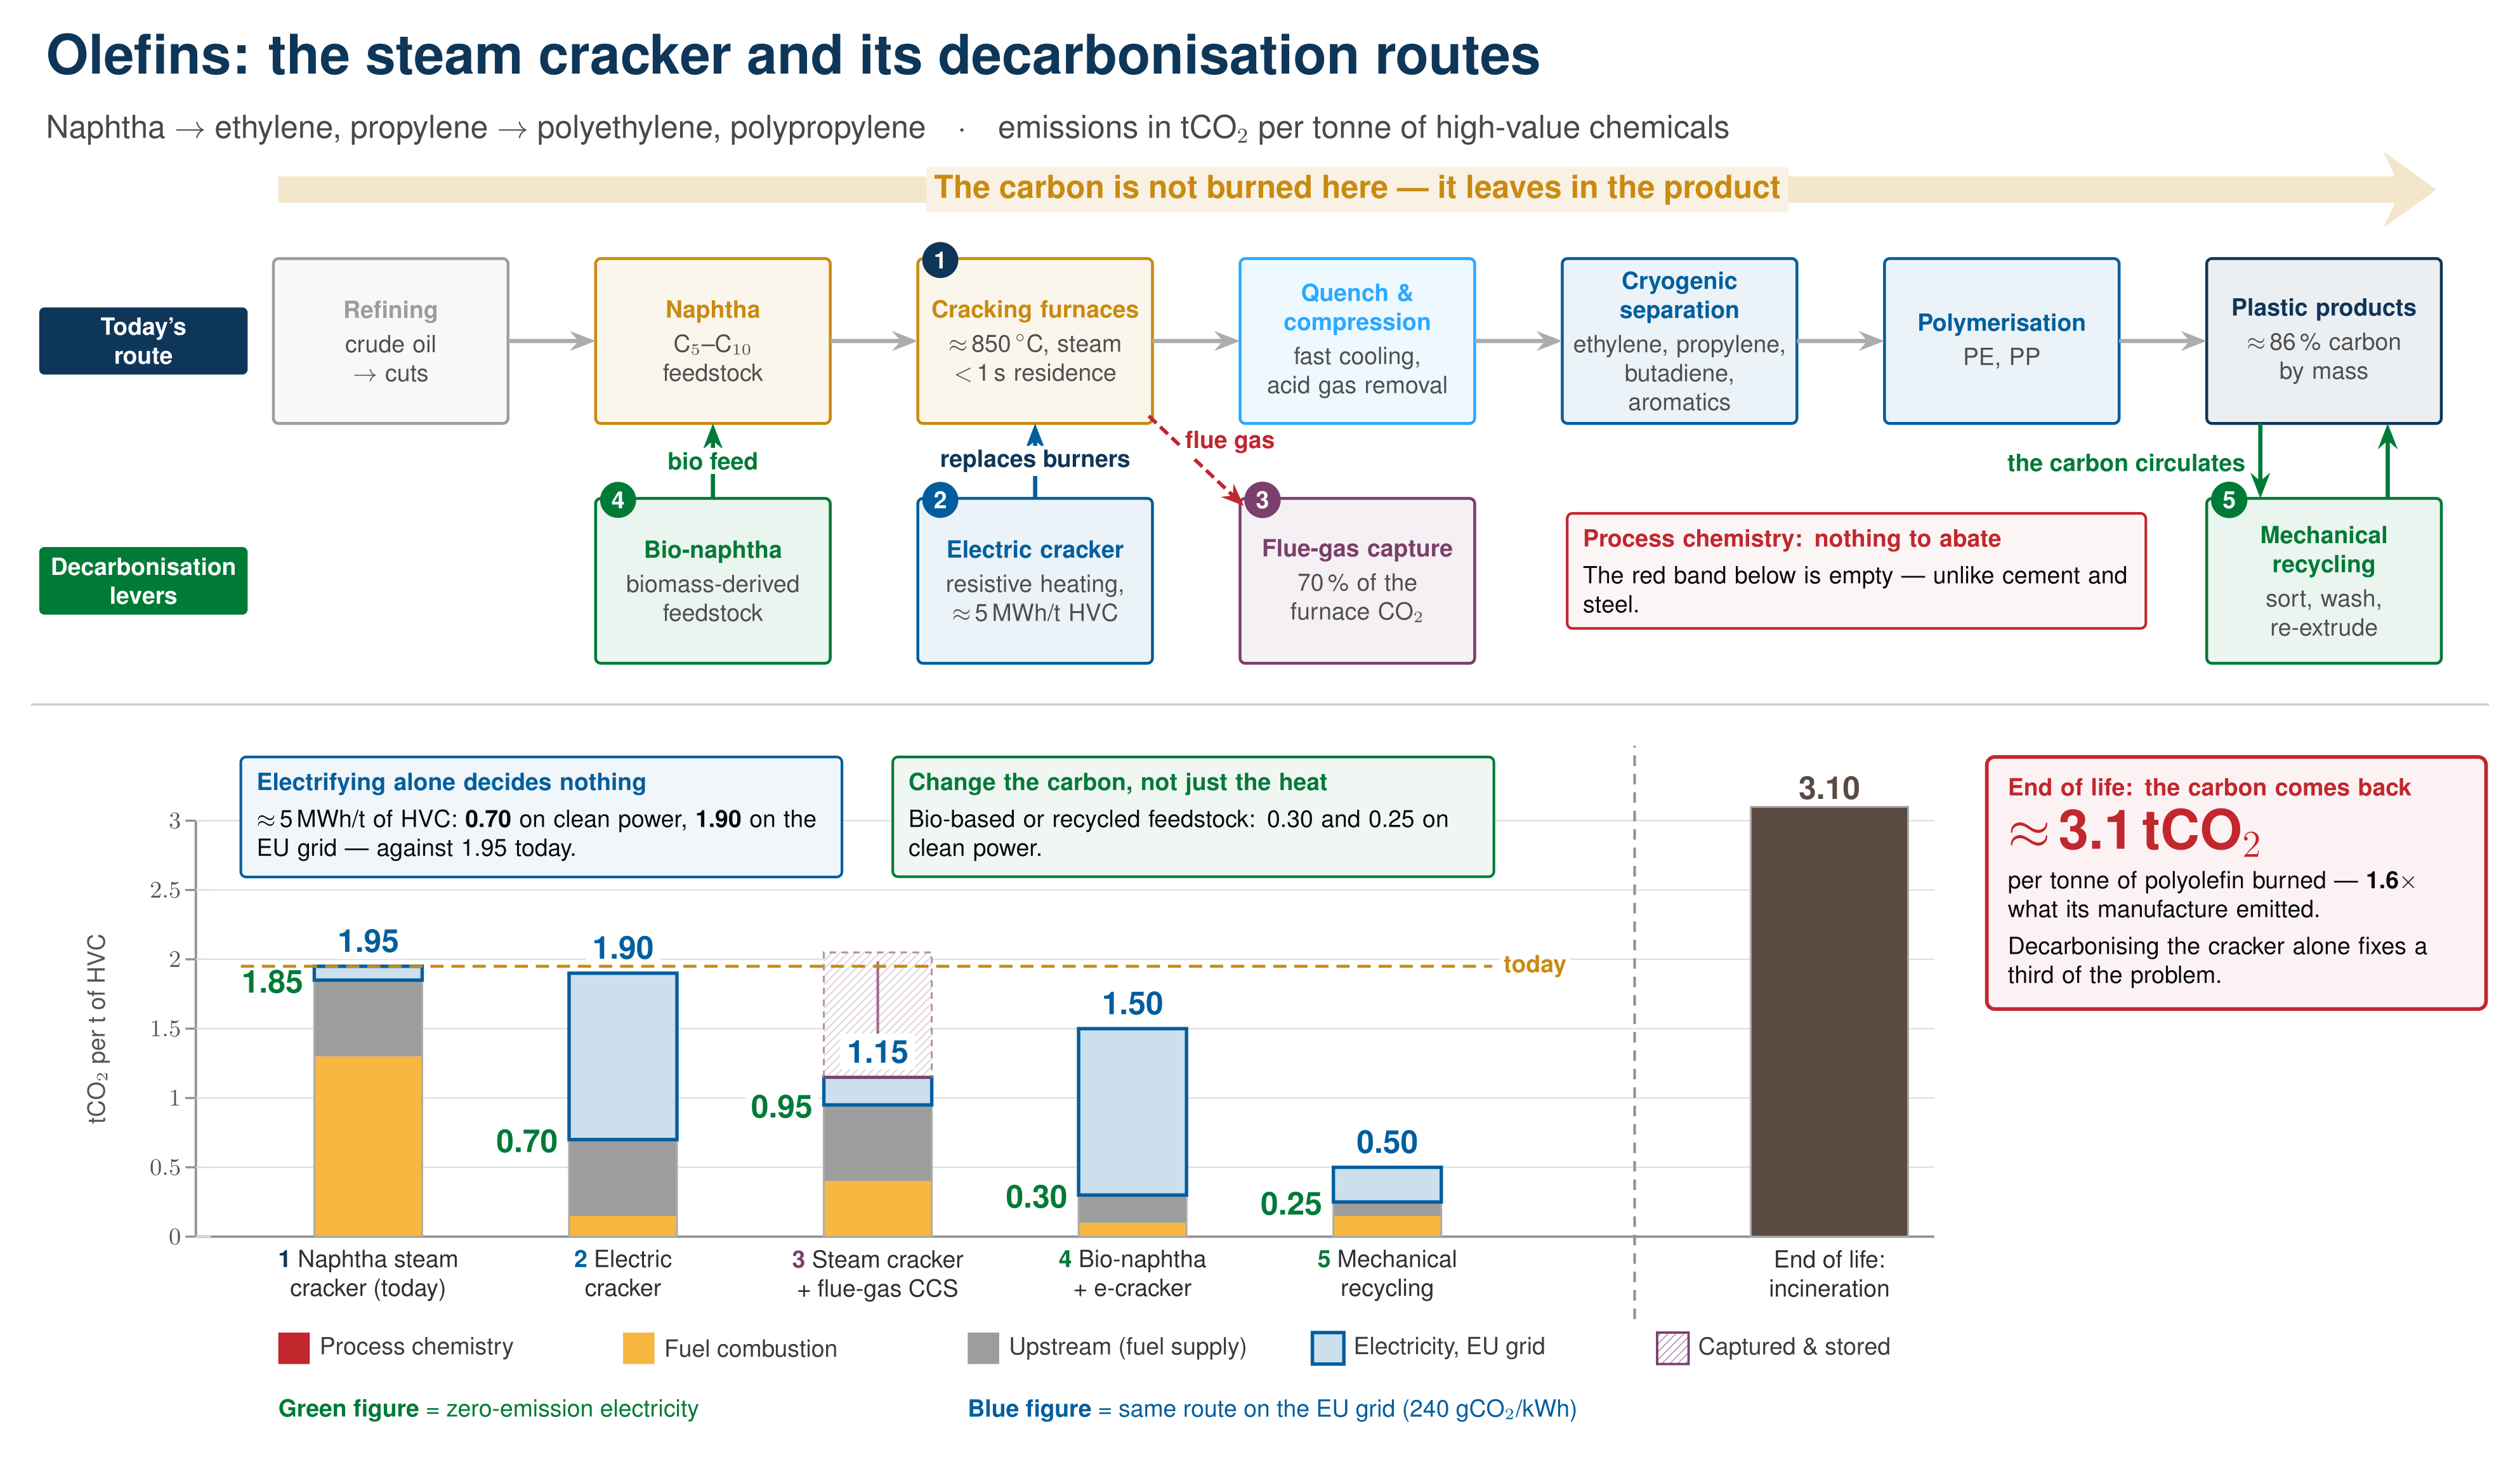 Olefins: the steam cracker and its decarbonisation routes
Naphtha → ethylene, propylene → polyethylene, polypropylene · emissions in tCO₂ per tonne of high-value chemicals
The carbon is not burned here — it leaves in the product
Today's
route
Refining
crude oil
→ cuts
Naphtha
C₅–C₁₀
feedstock
1
Cracking furnaces
≈ 850 °C, steam
< 1 s residence
Quench &
compression
fast cooling,
acid gas removal
Cryogenic
separation
ethylene, propylene,
butadiene,
aromatics
Polymerisation
PE, PP
Plastic products
≈ 86 % carbon
by mass
bio feed
replaces burners
flue gas
the carbon circulates
Decarbonisation
levers
4
Bio-naphtha
biomass-derived
feedstock
2
Electric cracker
resistive heating,
≈ 5 MWh/t HVC
3
Flue-gas capture
70 % of the
furnace CO₂
Process chemistry: nothing to abate
The red band below is empty — unlike cement and
steel.
5
Mechanical
recycling
sort, wash,
re-extrude
Electrifying alone decides nothing
≈ 5 MWh/t of HVC: 0.70 on clean power, 1.90 on the
EU grid — against 1.95 today.
Change the carbon, not just the heat
Bio-based or recycled feedstock: 0.30 and 0.25 on
clean power.
End of life: the carbon comes back
≈ 3.1 tCO₂
per tonne of polyolefin burned — 1.6×
what its manufacture emitted.
Decarbonising the cracker alone fixes a
third of the problem.
tCO₂ per t of HVC
3
2.5
2
1.5
1
0.5
0
1.95
1.85
1.90
0.70
1.15
0.95
1.50
0.30
0.50
0.25
today
3.10
1 Naphtha steam
cracker (today)
2 Electric
cracker
3 Steam cracker
+ flue-gas CCS
4 Bio-naphtha
+ e-cracker
5 Mechanical
recycling
End of life:
incineration
Process chemistry
Fuel combustion
Upstream (fuel supply)
Electricity, EU grid
Captured & stored
Green figure = zero-emission electricity
Blue figure = same route on the EU grid (240 gCO₂/kWh)